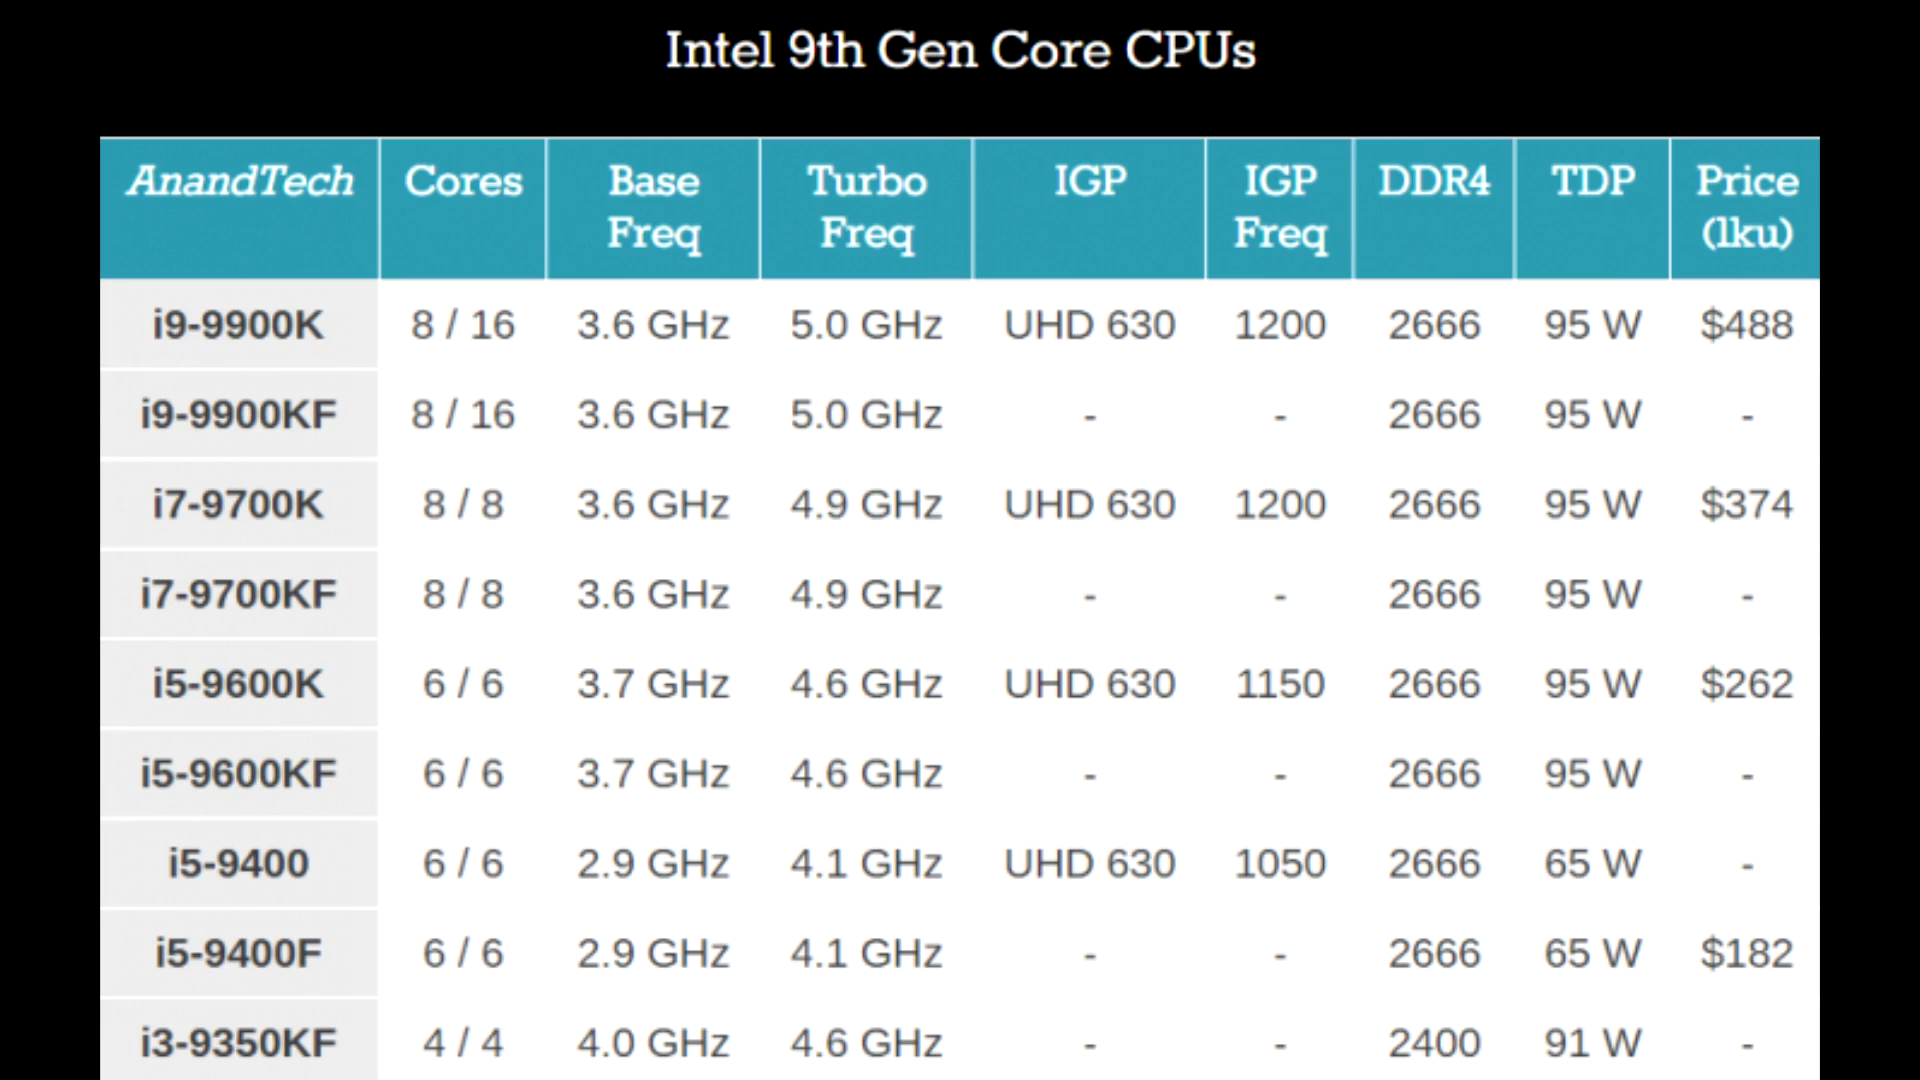 Intel 9th Gen Core CPUs
AnandTech Cores Base Freq Turbo Freq IGP IGP Freq DDR4 TDP Price (1ku)
i9-9900K 8 / 16 3.6 GHz 5.0 GHz UHD 630 1200 2666 95 W $488
i9-9900KF 8 / 16 3.6 GHz 5.0 GHz - - 2666 95 W -
i7-9700K 8 / 8 3.6 GHz 4.9 GHz UHD 630 1200 2666 95 W $374
i7-9700KF 8 / 8 3.6 GHz 4.9 GHz - - 2666 95 W -
i5-9600K 6 / 6 3.7 GHz 4.6 GHz UHD 630 1150 2666 95 W $262
i5-9600KF 6 / 6 3.7 GHz 4.6 GHz - - 2666 95 W -
i5-9400 6 / 6 2.9 GHz 4.1 GHz UHD 630 1050 2666 65 W -
i5-9400F 6 / 6 2.9 GHz 4.1 GHz - - 2666 65 W $182
i3-9350KF 4 / 4 4.0 GHz 4.6 GHz - - 2400 91 W -